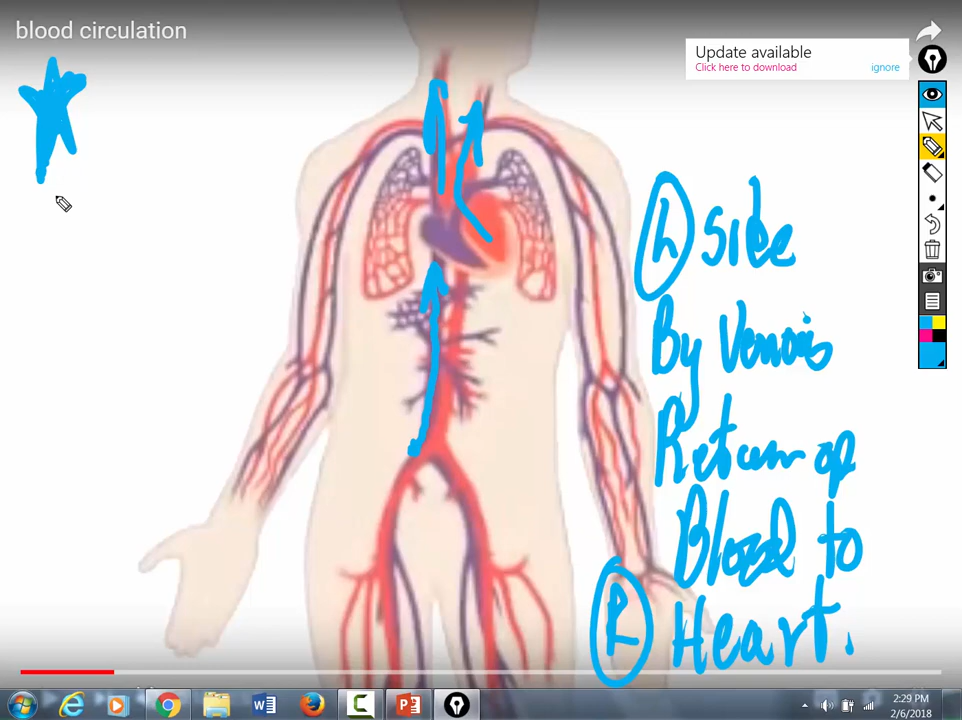 blood circulation
Update available
Click here to download ignore
L side
By Venous
Return of
Blood to
R Heart.
2:29 PM
2/6/2018